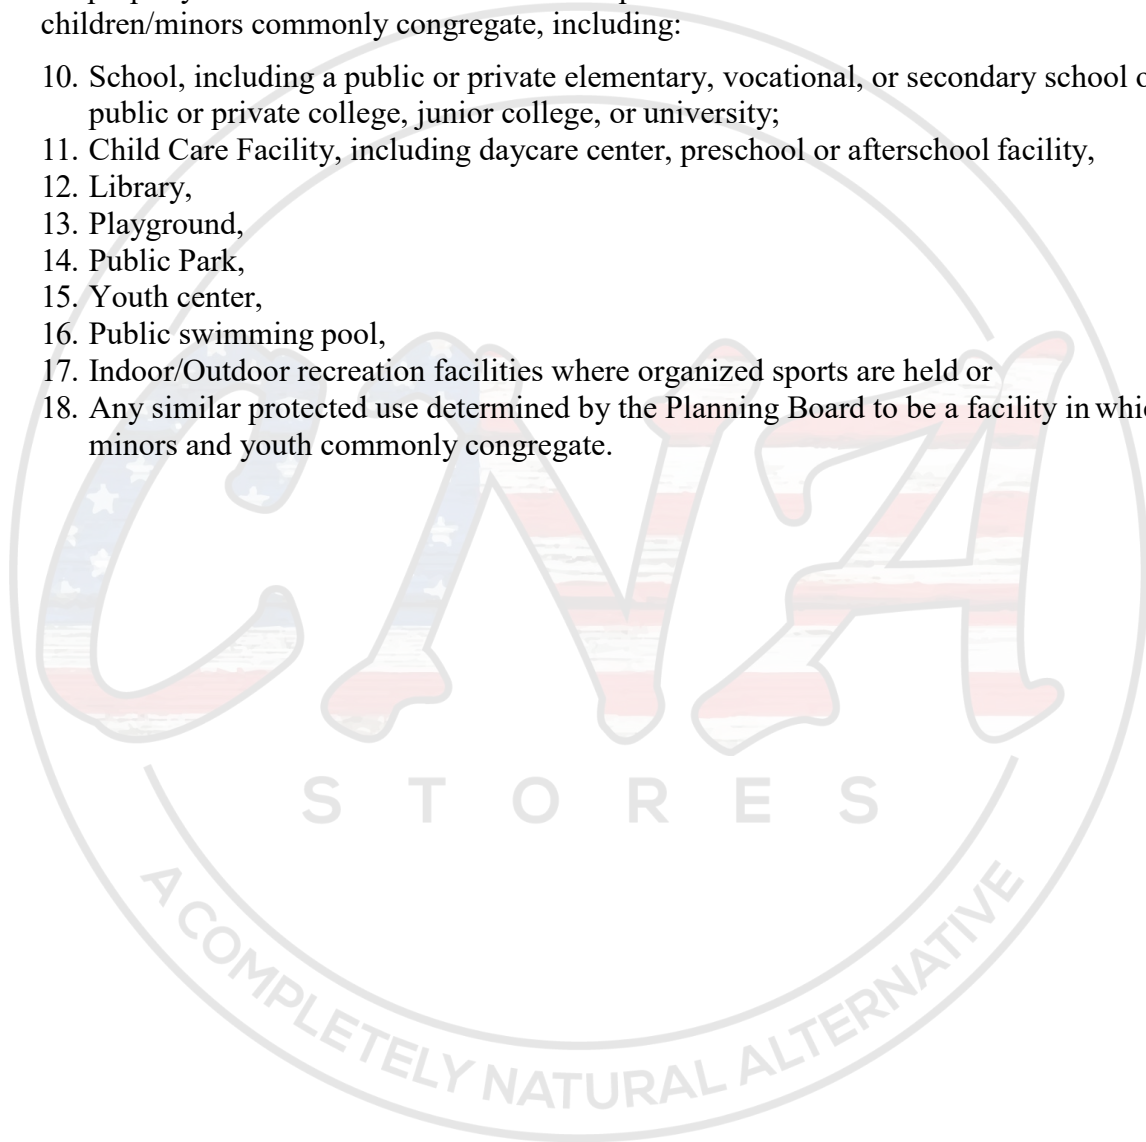 children/minors commonly congregate, including:
10. School, including a public or private elementary, vocational, or secondary school
public or private college, junior college, or university;
11. Child Care Facility, including daycare center, preschool or afterschool facility,
12. Library,
13. Playground,
14. Public Park,
15. Youth center,
16. Public swimming pool,
17. Indoor/Outdoor recreation facilities where organized sports are held or
18. Any similar protected use determined by the Planning Board to be a facility in
minors and youth commonly congregate.
CNA
STORES
A COMPLETELY NATURAL ALTERNATIVE